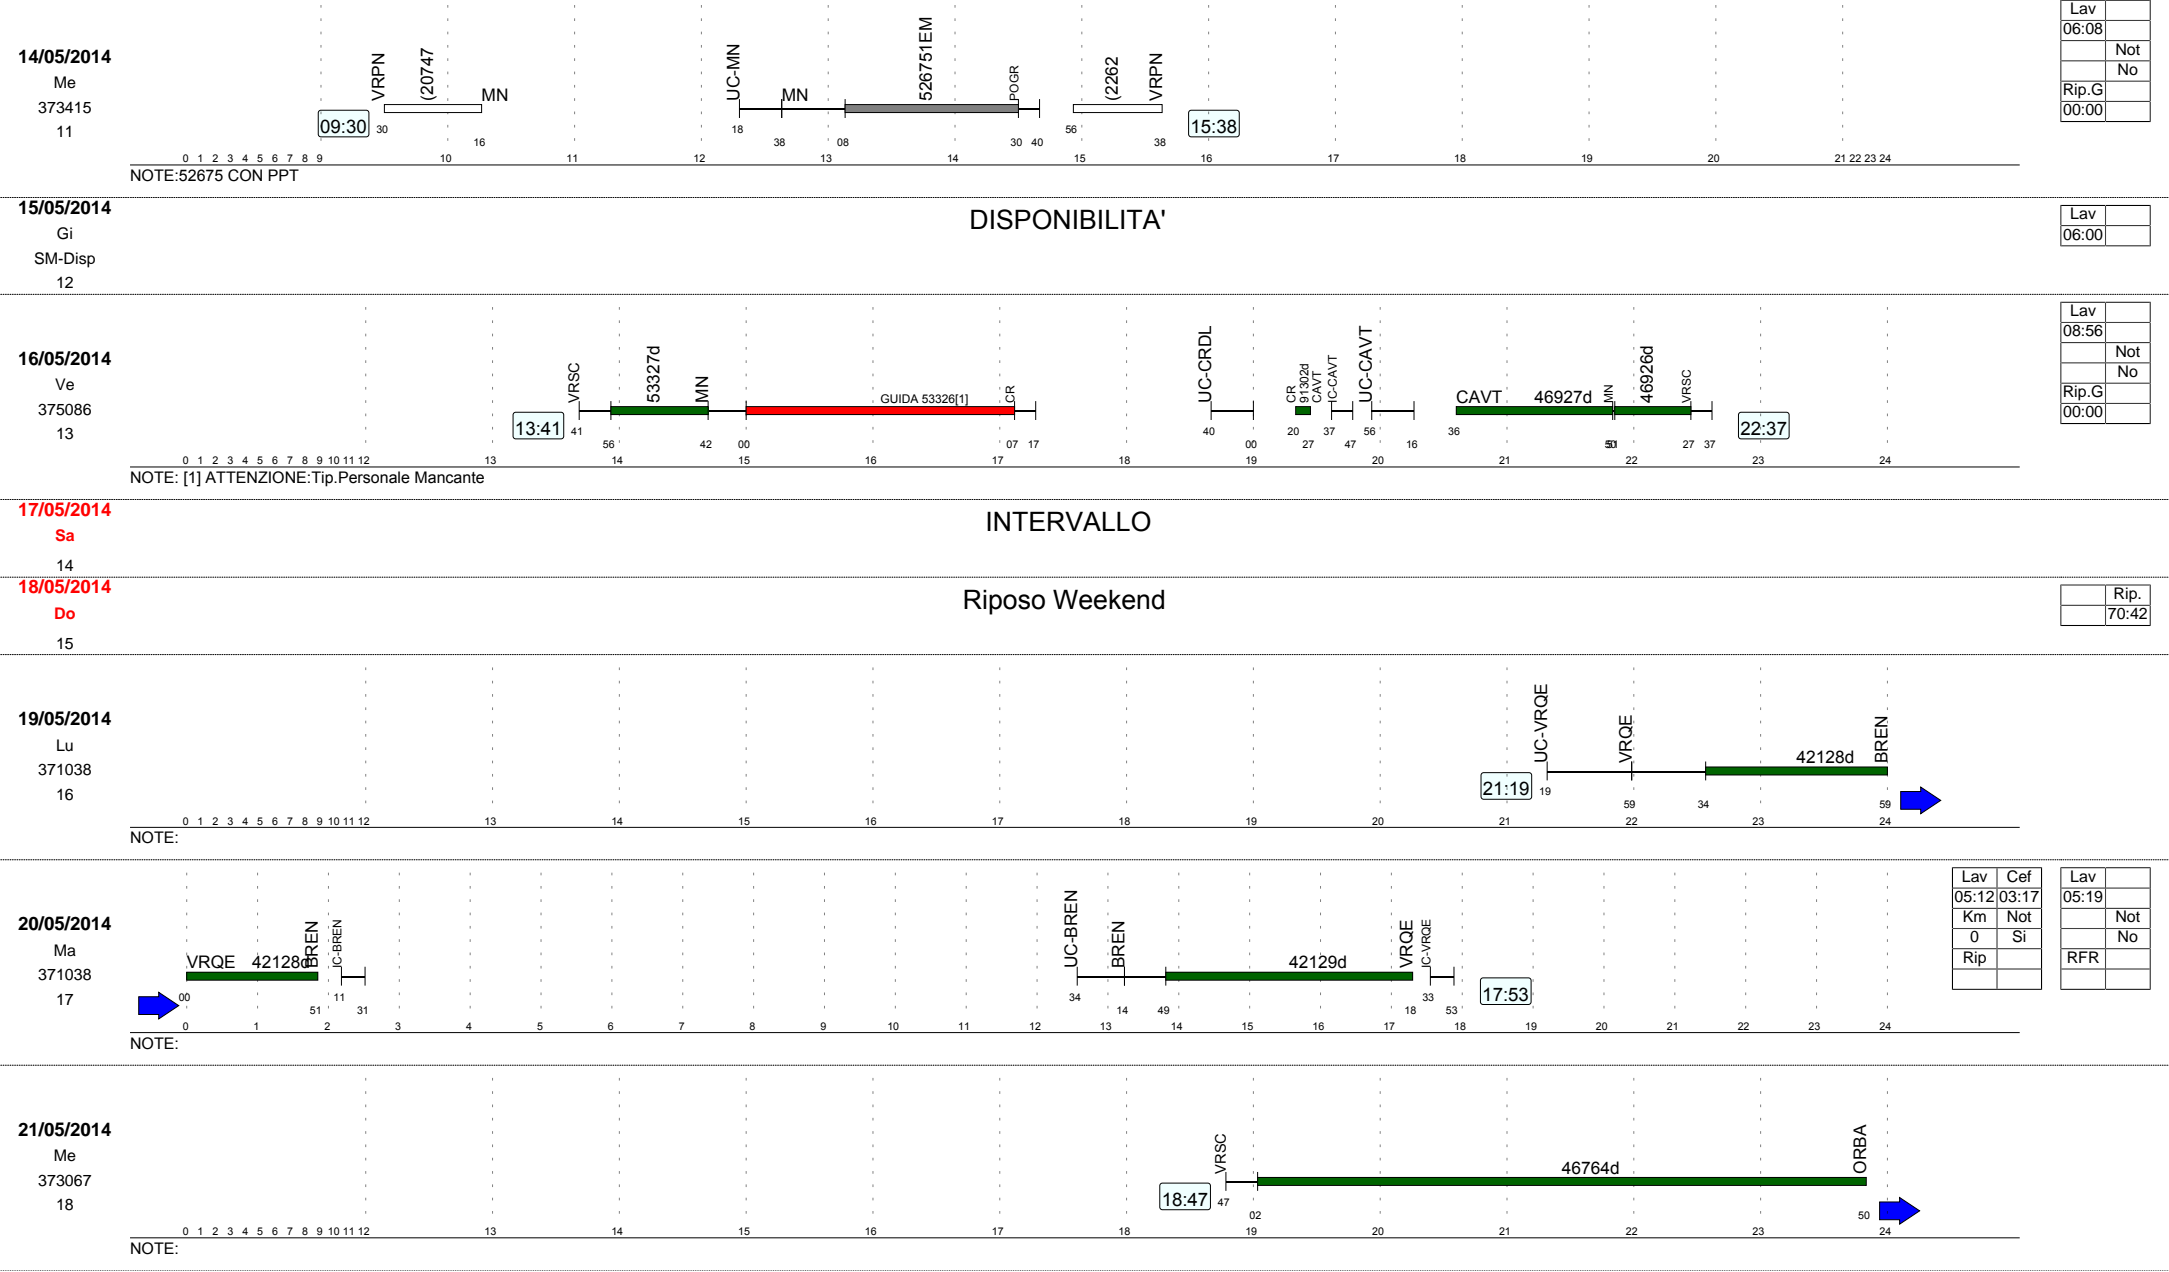 14/05/2014
Me
373415
11
09:30
VRPN
(20747
MN
30
16
UC-MN
MN
526751EM
POGR
18
38
08
30
40
(2262
VRPN
56
38
15:38
0 1 2 3 4 5 6 7 8 9 10 11 12 13 14 15 16 17 18 19 20 21 22 23 24
NOTE:52675 CON PPT
Lav
06:08
Not
No
Rip.G
00:00
15/05/2014
Gi
SM-Disp
12
DISPONIBILITA'
Lav
06:00
16/05/2014
Ve
375086
13
13:41
VRSC
53327d
MN
GUIDA 53326[1]
CR
41
56
42
00
07
17
UC-CRDL
40
00
CR
91302d
CAVT
20
27
IC-CAVT
37
47
UC-CAVT
56
16
CAVT
46927d
MN
46926d
VRSC
36
50
51
27
37
22:37
0 1 2 3 4 5 6 7 8 9 10 11 12 13 14 15 16 17 18 19 20 21 22 23 24
NOTE: [1] ATTENZIONE:Tip.Personale Mancante
Lav
08:56
Not
No
Rip.G
00:00
17/05/2014
Sa
14
INTERVALLO
18/05/2014
Do
15
Riposo Weekend
Rip.
70:42
19/05/2014
Lu
371038
16
21:19
UC-VRQE
VRQE
42128d
BREN
19
59
34
59
0 1 2 3 4 5 6 7 8 9 10 11 12 13 14 15 16 17 18 19 20 21 22 23 24
NOTE:
20/05/2014
Ma
371038
17
VRQE
42128d
BREN
00
51
IC-BREN
11
31
UC-BREN
BREN
42129d
VRQE
34
14
49
18
IC-VRQE
33
53
17:53
0 1 2 3 4 5 6 7 8 9 10 11 12 13 14 15 16 17 18 19 20 21 22 23 24
NOTE:
Lav Cef
05:12 03:17
Km Not
0 Si
Rip
Lav
05:19
Not
No
RFR
21/05/2014
Me
373067
18
18:47
VRSC
46764d
ORBA
47
02
50
0 1 2 3 4 5 6 7 8 9 10 11 12 13 14 15 16 17 18 19 20 21 22 23 24
NOTE: